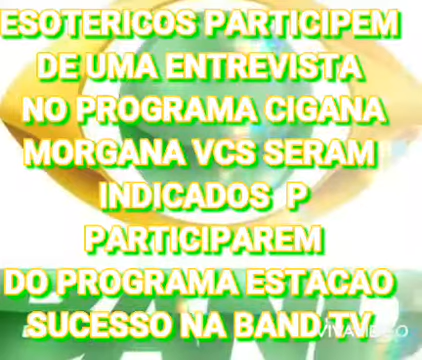 ESOTERICOS PARTICIPEM
DE UMA ENTREVISTA
NO PROGRAMA CIGANA
MORGANA VCS SERAM
INDICADOS P
PARTICIPAREM
DO PROGRAMA ESTACAO
SUCESSO NA BAND TV
BAND